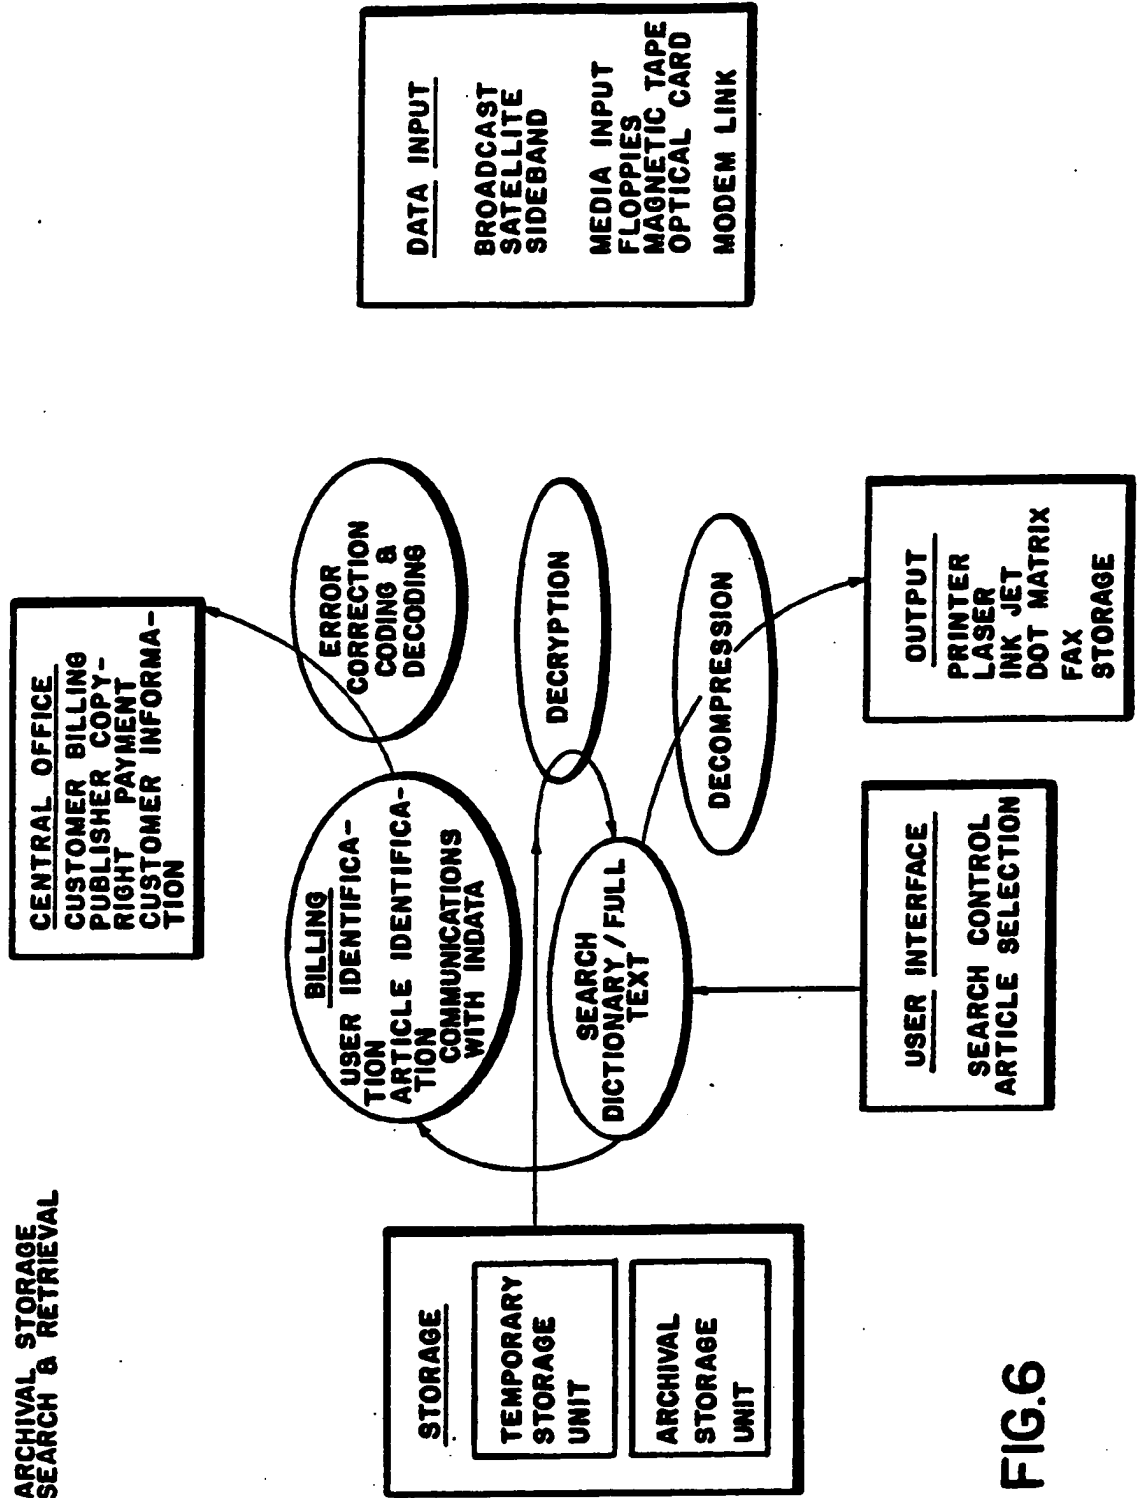 ARCHIVAL STORAGE
SEARCH & RETRIEVAL
CENTRAL OFFICE
CUSTOMER BILLING
PUBLISHER COPY-
RIGHT PAYMENT
CUSTOMER INFORMA-
TION
BILLING
USER IDENTIFICA-
TION
ARTICLE IDENTIFICA-
TION
COMMUNICATIONS
WITH INDATA
ERROR
CORRECTION
CODING &
DECODING
DATA INPUT
BROADCAST
SATELLITE
SIDEBAND
MEDIA INPUT
FLOPPIES
MAGNETIC TAPE
OPTICAL CARD
MODEM LINK
STORAGE
TEMPORARY
STORAGE
UNIT
ARCHIVAL
STORAGE
UNIT
SEARCH
DICTIONARY/FULL
TEXT
DECRYPTION
DECOMPRESSION
USER INTERFACE
SEARCH CONTROL
ARTICLE SELECTION
OUTPUT
PRINTER
LASER
INK JET
DOT MATRIX
FAX
STORAGE
FIG.6